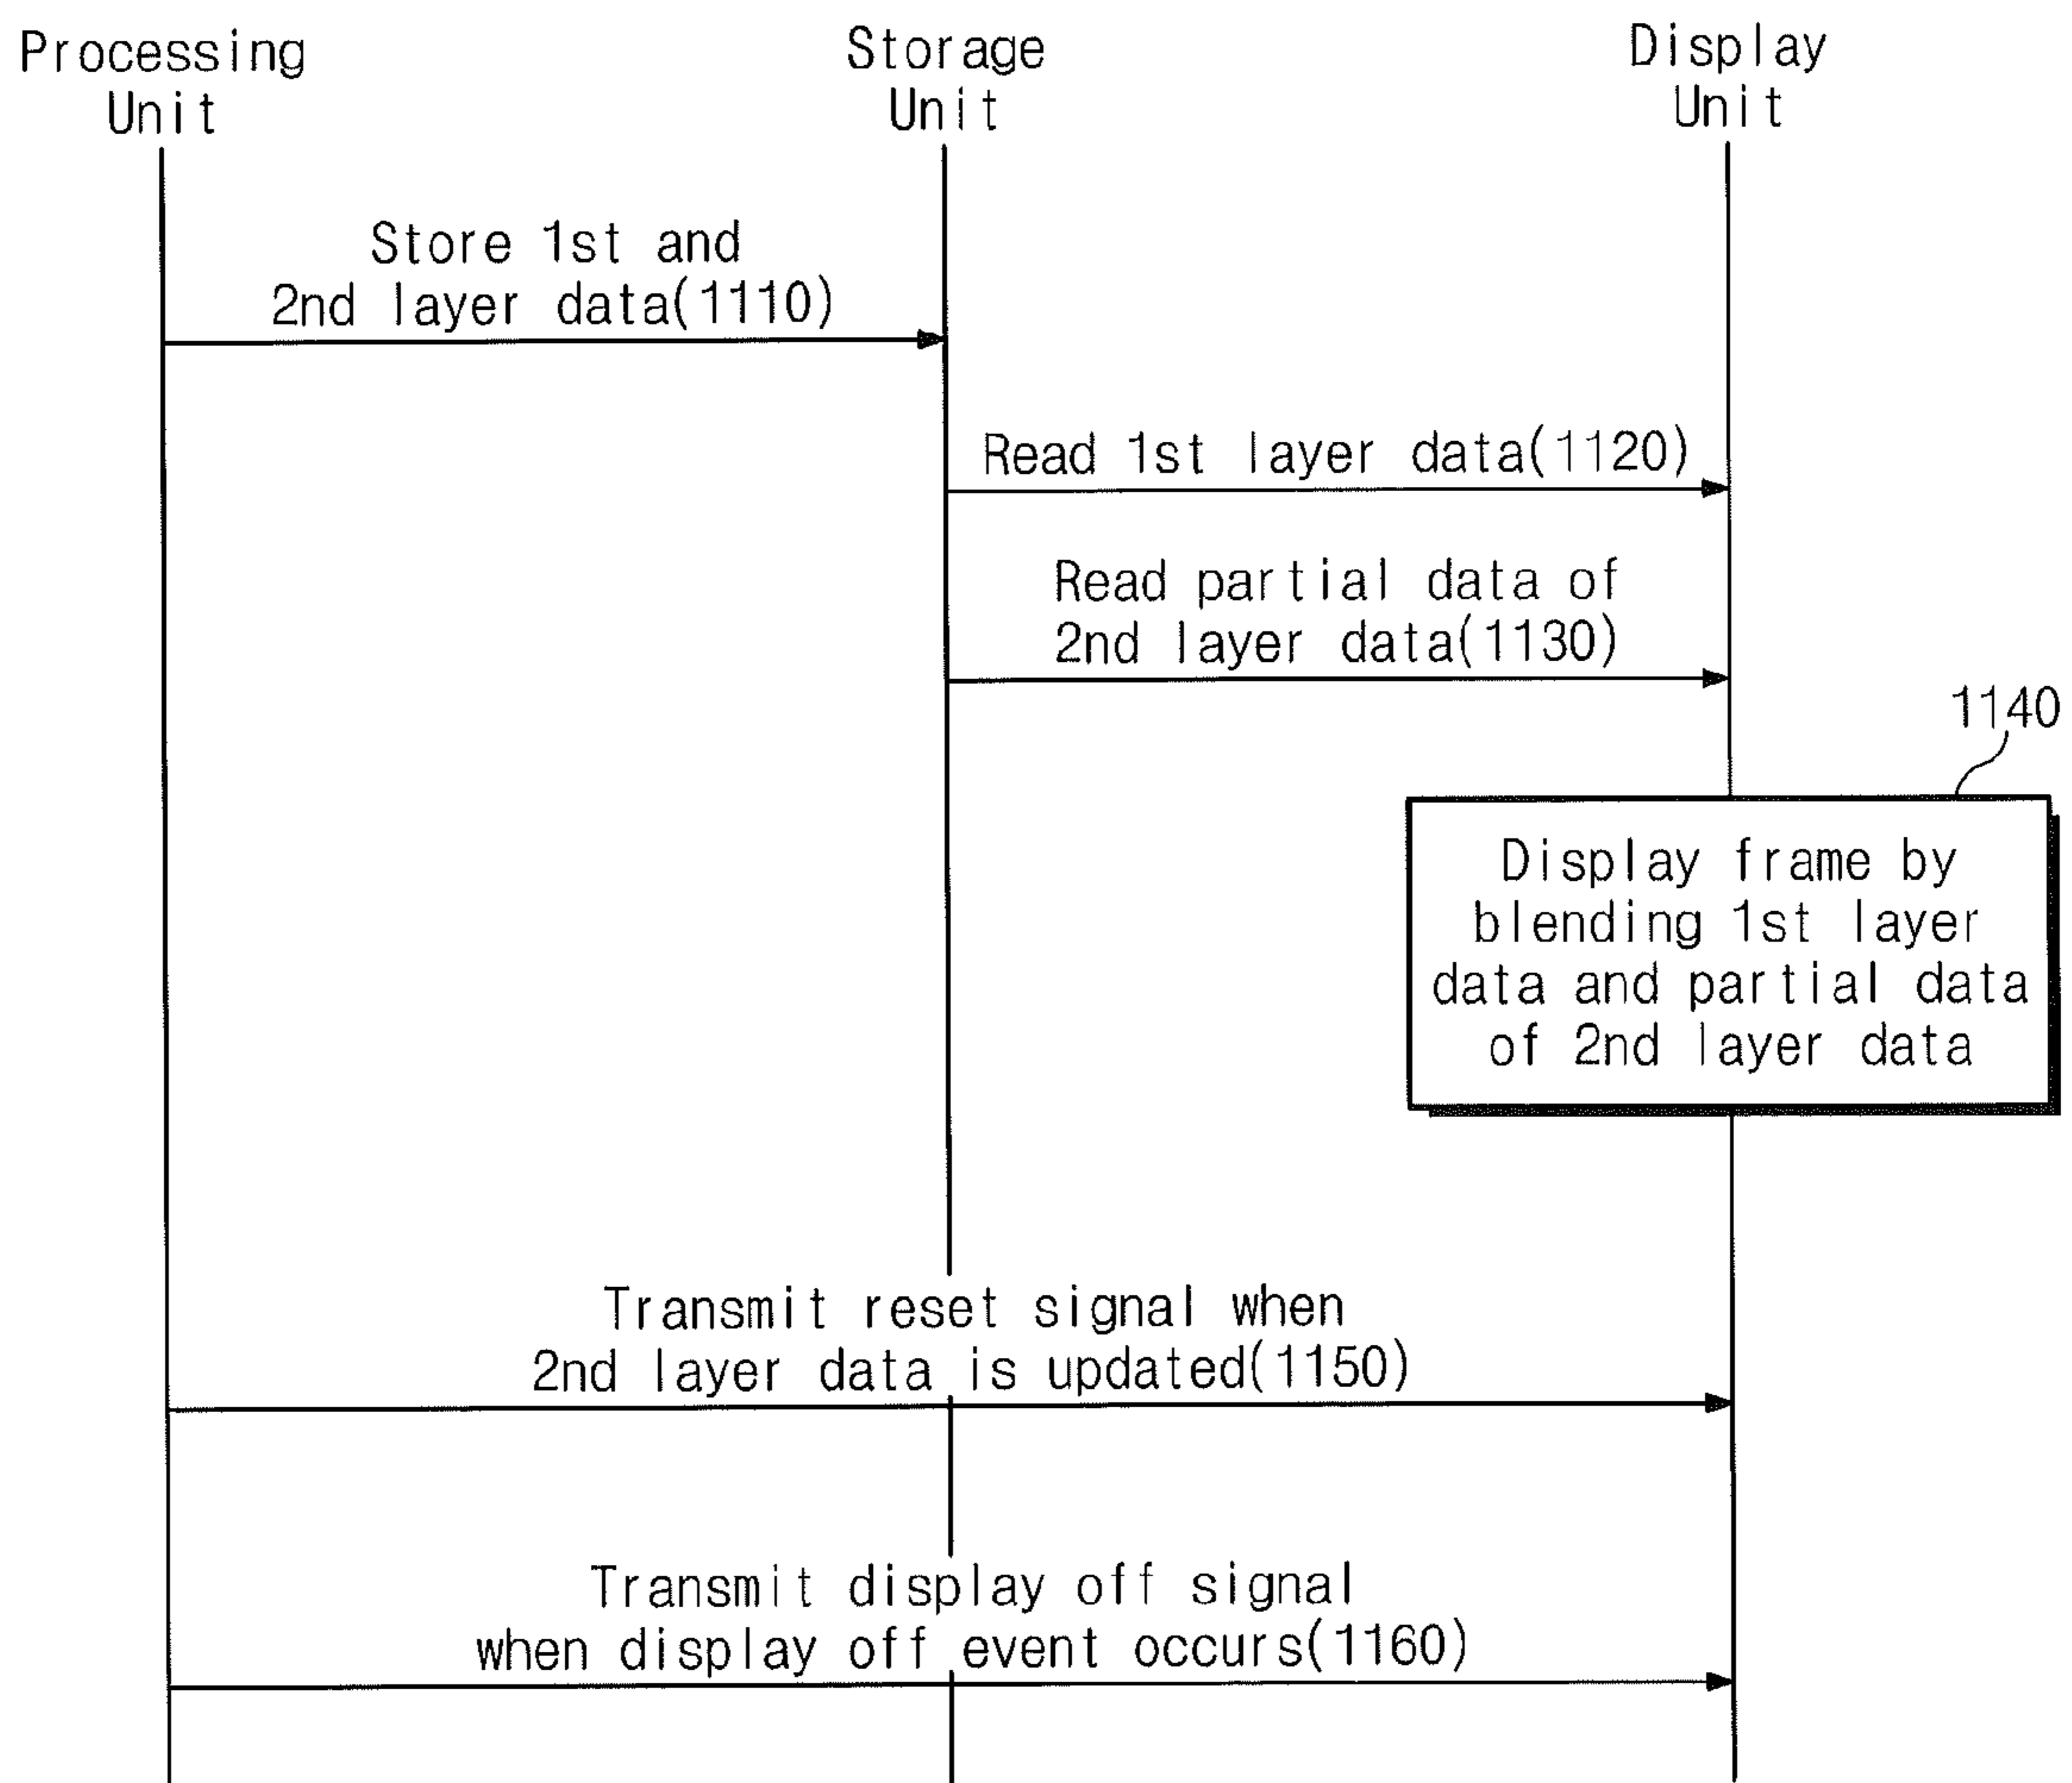 Processing
Unit
Storage
Unit
Display
Unit
Store 1st and
2nd layer data(1110)
Read 1st layer data(1120)
Read partial data of
2nd layer data(1130)
1140
Display frame by
blending 1st layer
data and partial data
of 2nd layer data
Transmit reset signal when
2nd layer data is updated(1150)
Transmit display off signal
when display off event occurs(1160)